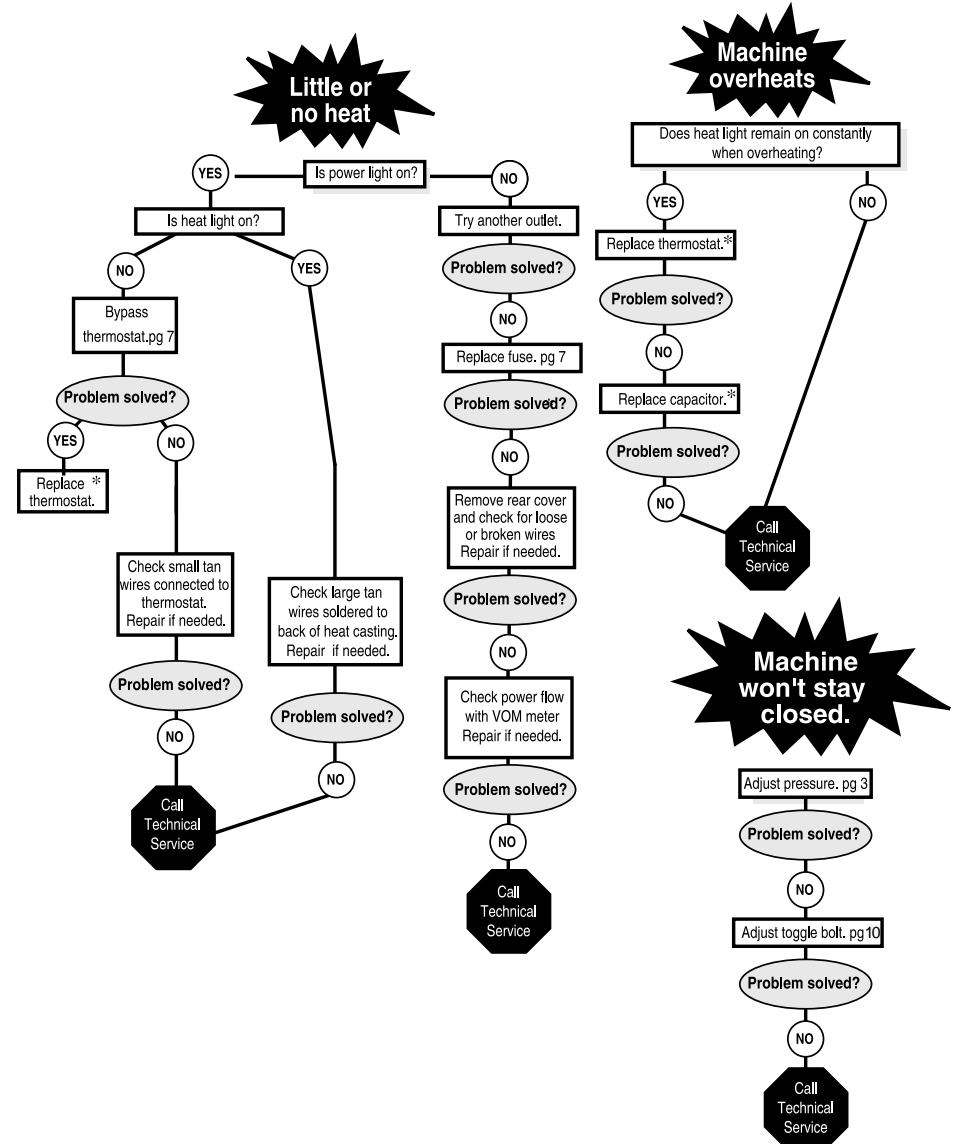 Little or
no heat
Is power light on?
YES
Is heat light on?
NO
Bypass
thermostat.pg 7
Problem solved?
YES
Replace *
thermostat.
NO
Check small tan
wires connected to
thermostat.
Repair if needed.
Problem solved?
NO
Call
Technical
Service
YES
Check large tan
wires soldered to
back of heat casting.
Repair if needed.
Problem solved?
NO
NO
Try another outlet.
Problem solved?
NO
Replace fuse. pg 7
Problem solved?
NO
Remove rear cover
and check for loose
or broken wires
Repair if needed.
Problem solved?
NO
Check power flow
with VOM meter
Repair if needed.
Problem solved?
NO
Call
Technical
Service
Machine
overheats
Does heat light remain on constantly
when overheating?
YES
Replace thermostat.*
Problem solved?
NO
Replace capacitor.*
Problem solved?
NO
NO
Call
Technical
Service
Machine
won't stay
closed.
Adjust pressure. pg 3
Problem solved?
NO
Adjust toggle bolt. pg10
Problem solved?
NO
Call
Technical
Service